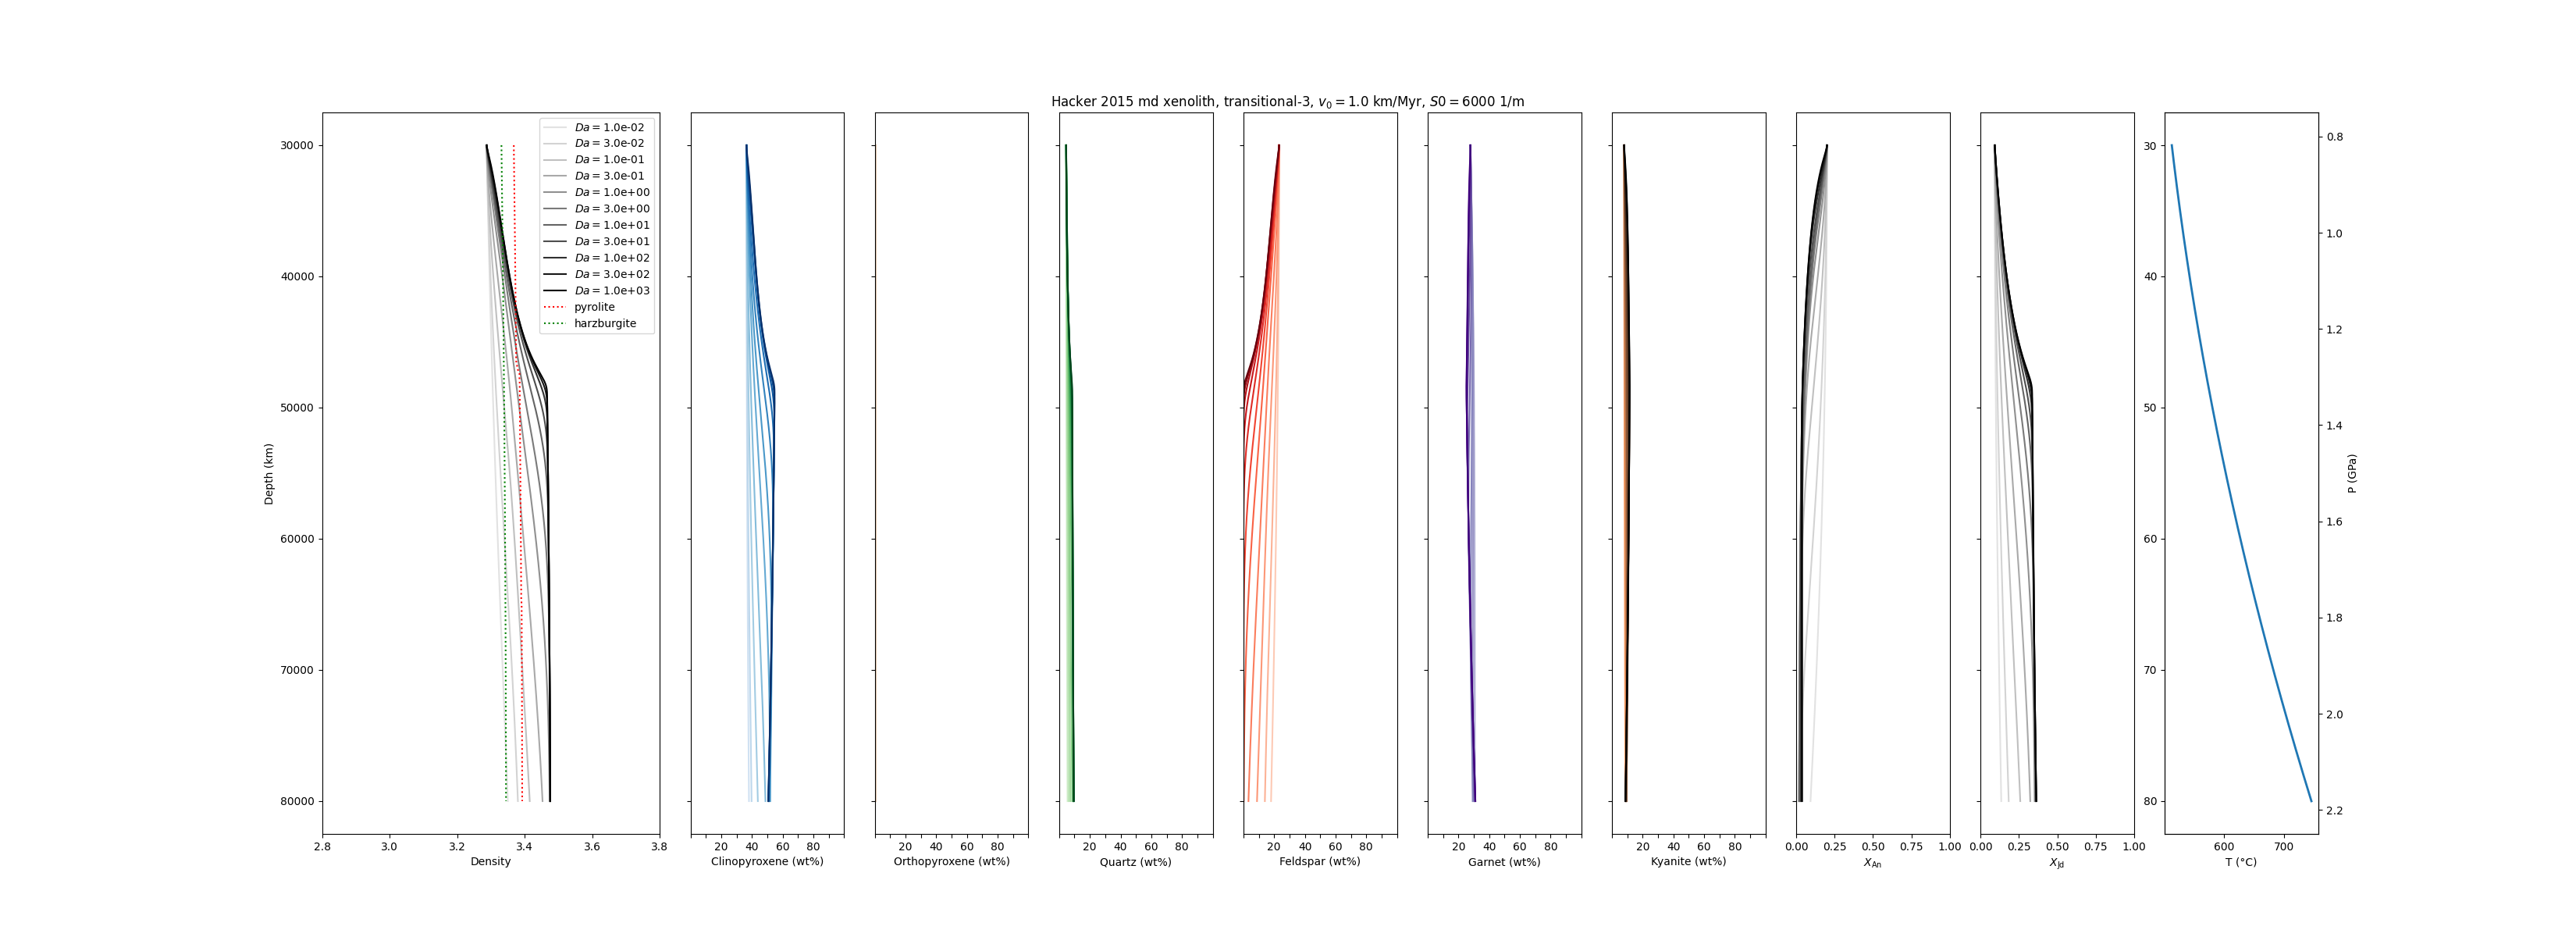 Hacker 2015 md xenolith, transitional-3, v₀ = 1.0 km/Myr, S0 = 6000 1/m
Da = 1.0e-02
Da = 3.0e-02
Da = 1.0e-01
Da = 3.0e-01
Da = 1.0e+00
Da = 3.0e+00
Da = 1.0e+01
Da = 3.0e+01
Da = 1.0e+02
Da = 3.0e+02
Da = 1.0e+03
pyrolite
harzburgite
Depth (km)
30000
40000
50000
60000
70000
80000
2.8 3.0 3.2 3.4 3.6 3.8
Density
20 40 60 80
Clinopyroxene (wt%)
20 40 60 80
Orthopyroxene (wt%)
20 40 60 80
Quartz (wt%)
20 40 60 80
Feldspar (wt%)
20 40 60 80
Garnet (wt%)
20 40 60 80
Kyanite (wt%)
0.00 0.25 0.50 0.75 1.00
X_An
0.00 0.25 0.50 0.75 1.00
X_Jd
30
40
50
60
70
80
600 700
T (°C)
0.8
1.0
1.2
1.4
1.6
1.8
2.0
2.2
P (GPa)